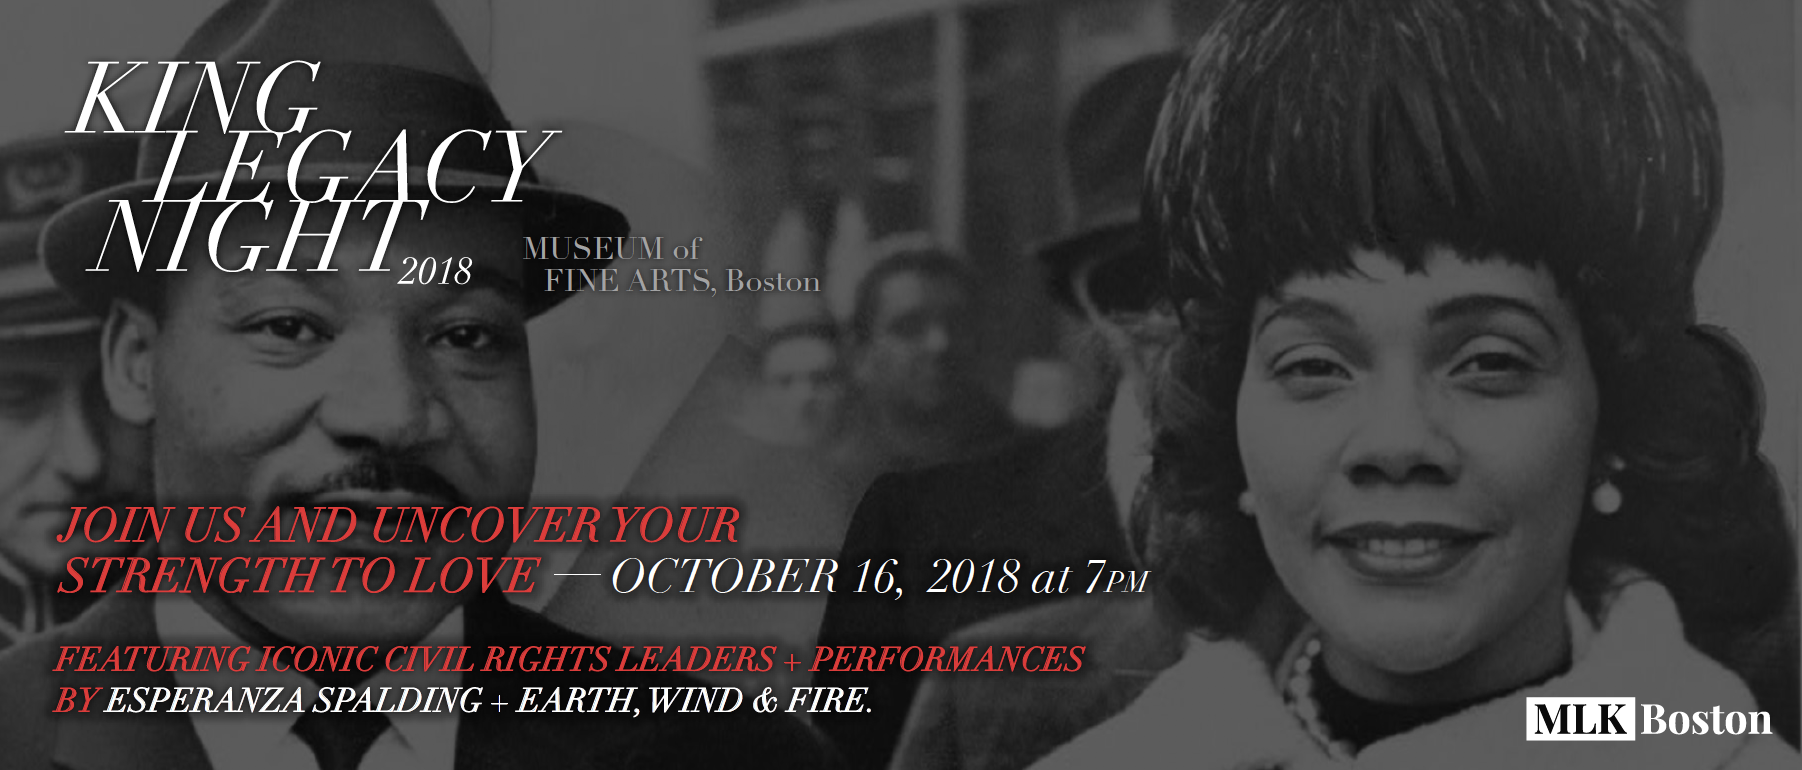 KING
LEGACY
NIGHT 2018
MUSEUM of
FINE ARTS, Boston
JOIN US AND UNCOVER YOUR
STRENGTH TO LOVE — OCTOBER 16, 2018 at 7PM
FEATURING ICONIC CIVIL RIGHTS LEADERS + PERFORMANCES
BY ESPERANZA SPALDING + EARTH, WIND & FIRE.
MLK Boston